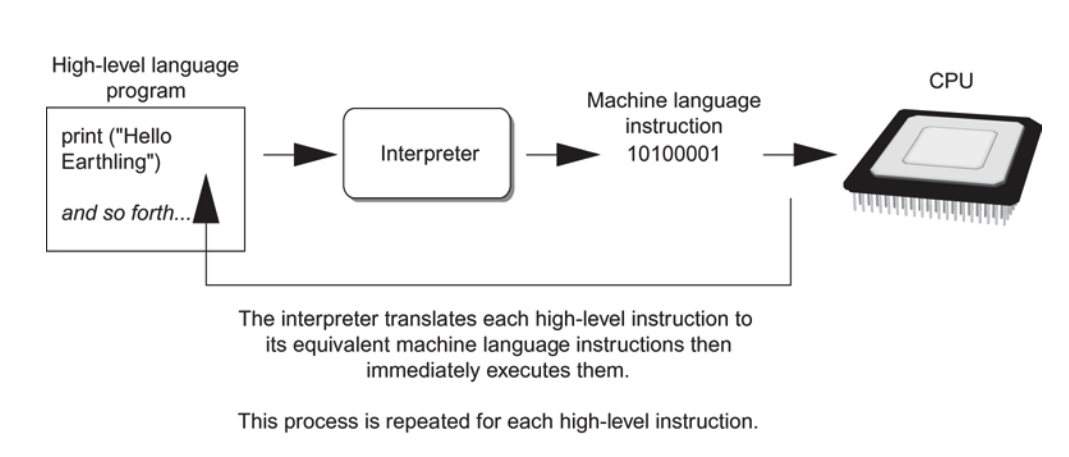 High-level language
program
print ("Hello
Earthling")
and so forth...
Interpreter
Machine language
instruction
10100001
CPU
The interpreter translates each high-level instruction to
its equivalent machine language instructions then
immediately executes them.
This process is repeated for each high-level instruction.